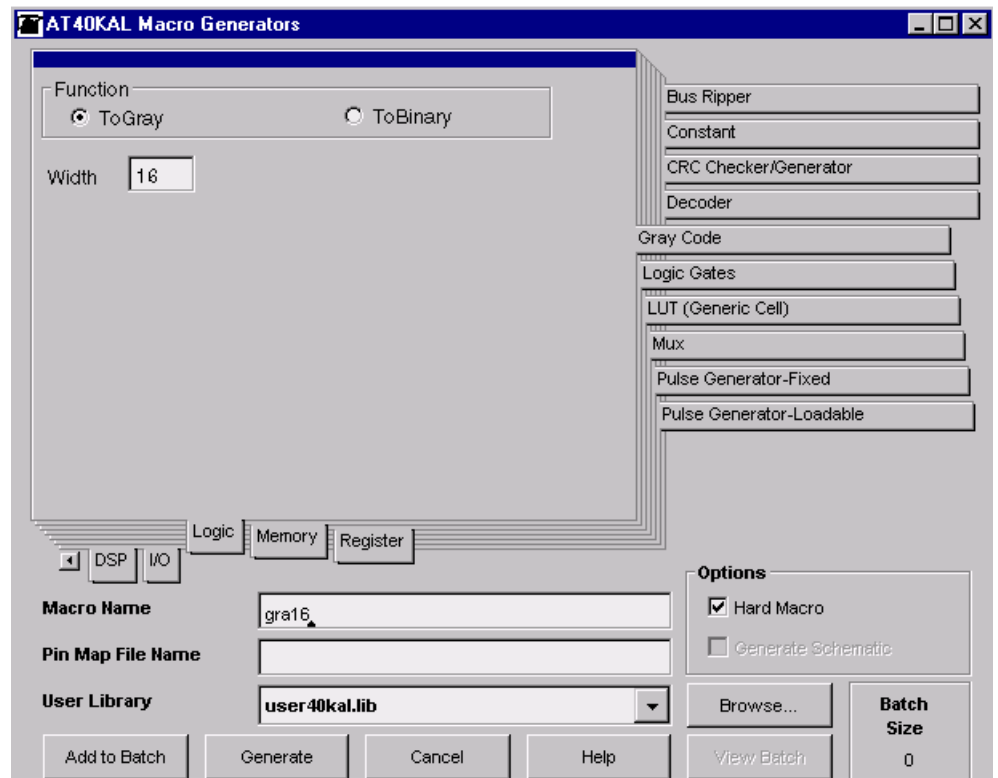 AT40KAL Macro Generators
Function
ToGray
ToBinary
Width
16
Bus Ripper
Constant
CRC Checker/Generator
Decoder
Gray Code
Logic Gates
LUT (Generic Cell)
Mux
Pulse Generator-Fixed
Pulse Generator-Loadable
DSP
I/O
Logic
Memory
Register
Macro Name
gra16
Pin Map File Name
User Library
user40kal.lib
Options
Hard Macro
Generate Schematic
Browse...
Batch
Size
0
Add to Batch
Generate
Cancel
Help
View Batch